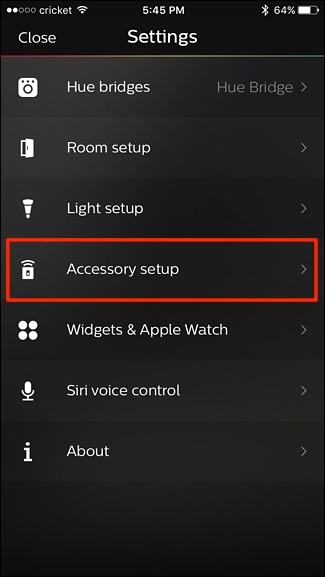 cricket 5:45 PM 64%
Close Settings
Hue bridges Hue Bridge
Room setup
Light setup
Accessory setup
Widgets & Apple Watch
Siri voice control
About